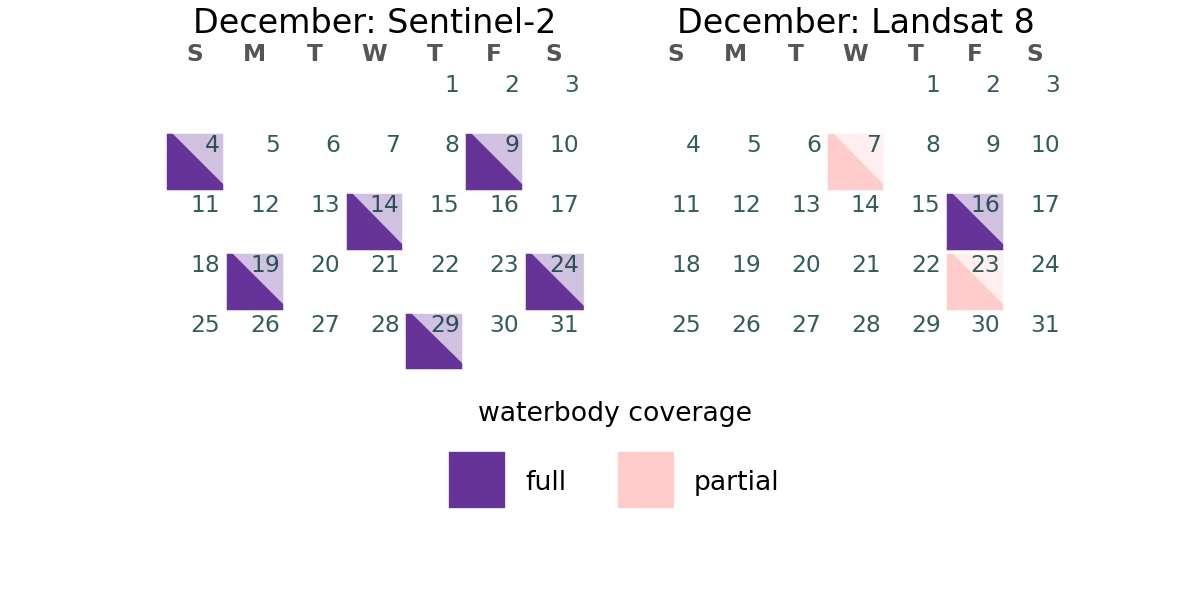 December: Sentinel-2
S M T W T F S
1 2 3
4 5 6 7 8 9 10
11 12 13 14 15 16 17
18 19 20 21 22 23 24
25 26 27 28 29 30 31
December: Landsat 8
S M T W T F S
1 2 3
4 5 6 7 8 9 10
11 12 13 14 15 16 17
18 19 20 21 22 23 24
25 26 27 28 29 30 31
waterbody coverage
full
partial